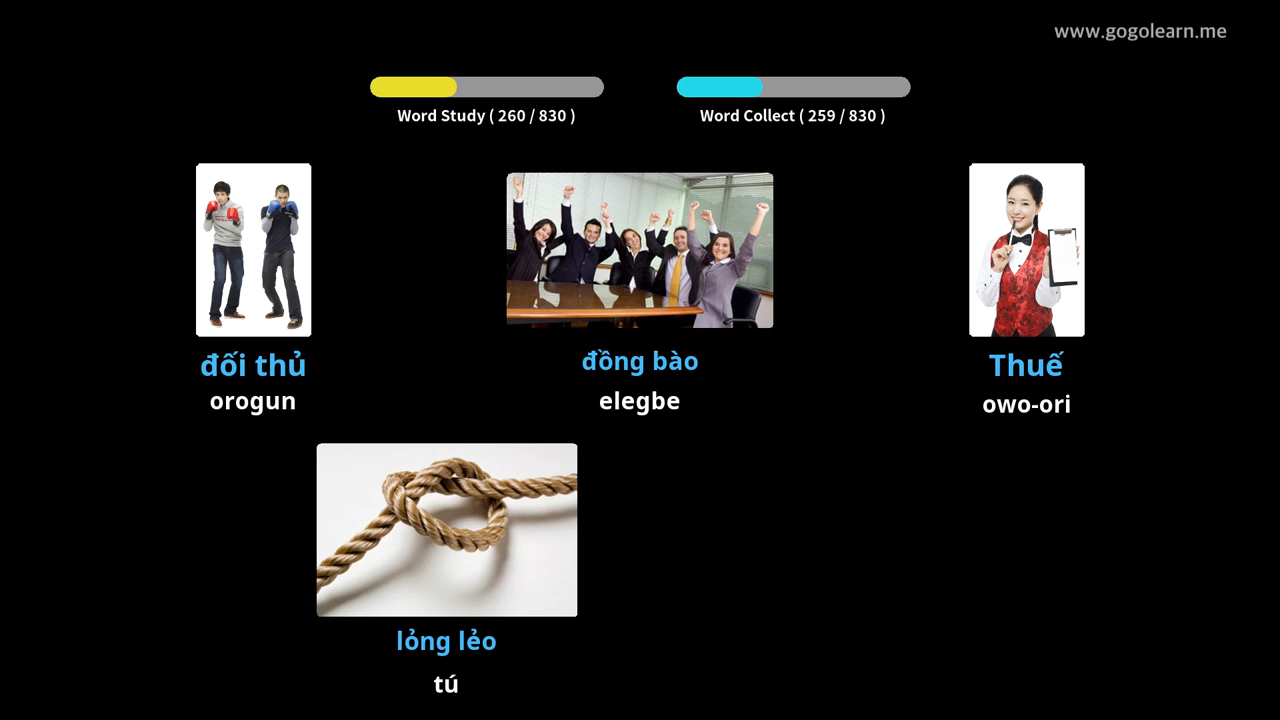 www.gogolearn.me
Word Study ( 260 / 830 )
Word Collect ( 259 / 830 )
đối thủ
orogun
đồng bào
elegbe
Thuế
owo-ori
lỏng lẻo
tú